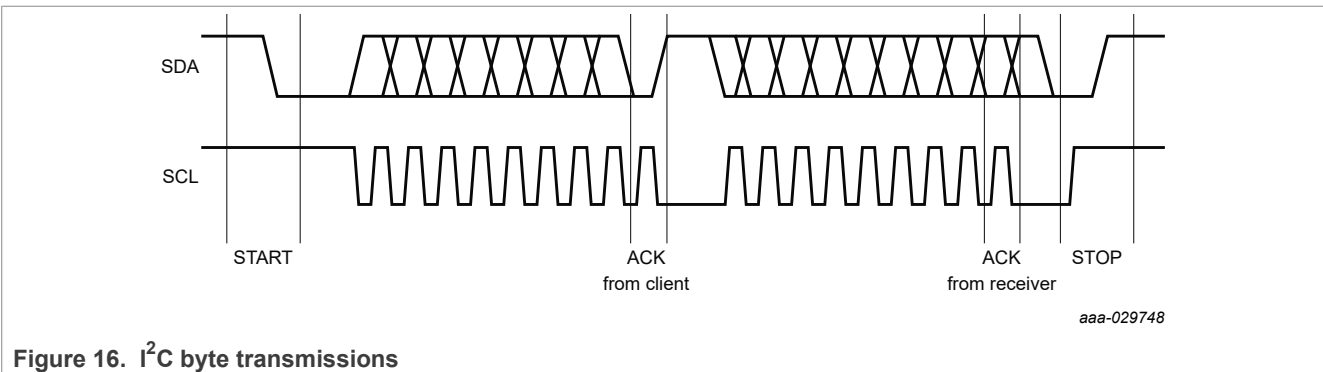 SDA
SCL
START
ACK
from client
ACK
from receiver
STOP
aaa-029748
Figure 16. I²C byte transmissions